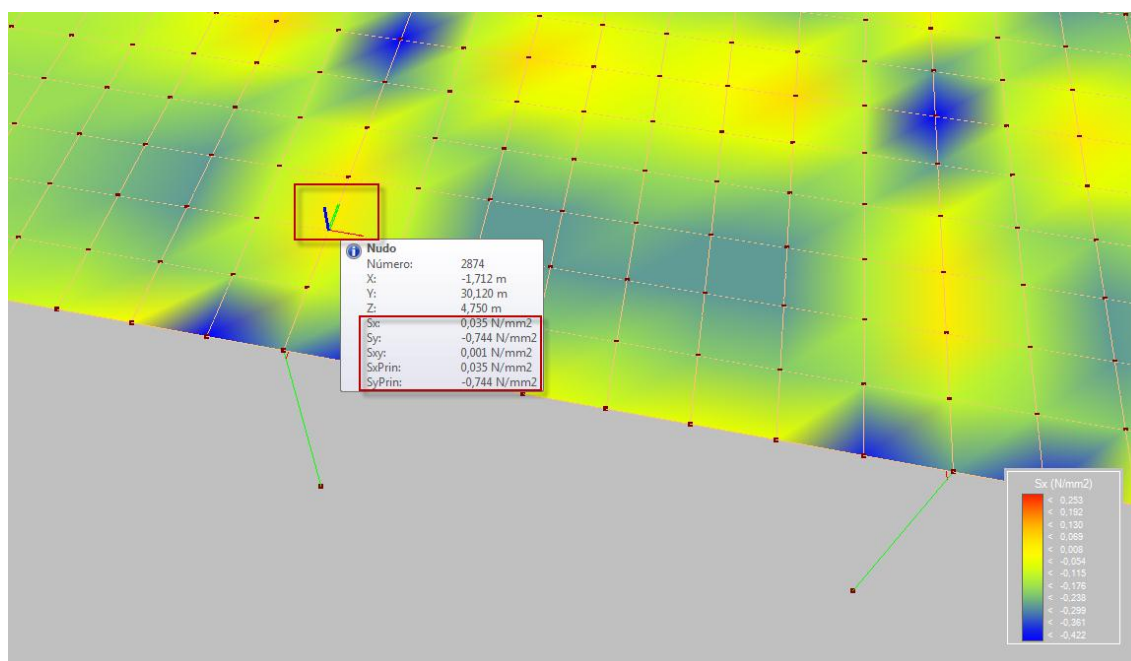 Nudo
Número: 2874
X: -1,712 m
Y: 30,120 m
Z: 4,750 m
Sx: 0,035 N/mm2
Sy: -0,744 N/mm2
Sxy: 0,001 N/mm2
SxPrin: 0,035 N/mm2
SyPrin: -0,744 N/mm2
Sx (N/mm2)
< 0,253
< 0,192
< 0,130
< 0,069
< 0,008
< -0,054
< -0,115
< -0,176
< -0,238
< -0,299
< -0,361
< -0,422